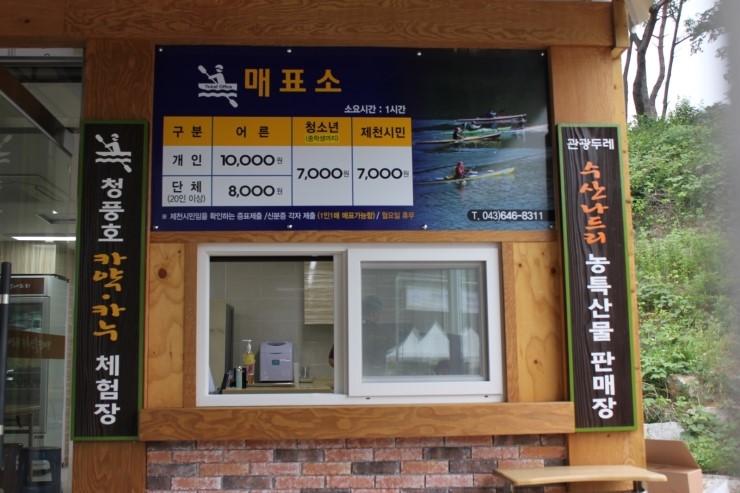 Ticket Office
매표소
소요시간 : 1시간
구 분 어 른 청소년 (중학생까지) 제천시민
개 인 10,000원 7,000원 7,000원
단 체 (20인 이상) 8,000원
※ 제천시민임을 확인하는 증표제출 /신분증 각자 제출 (1인1매 매표가능함) / 월요일 휴무
T. 043)646-8311
청풍호 카약·카누 체험장
관광두레
수산나드리
농특산물 판매장